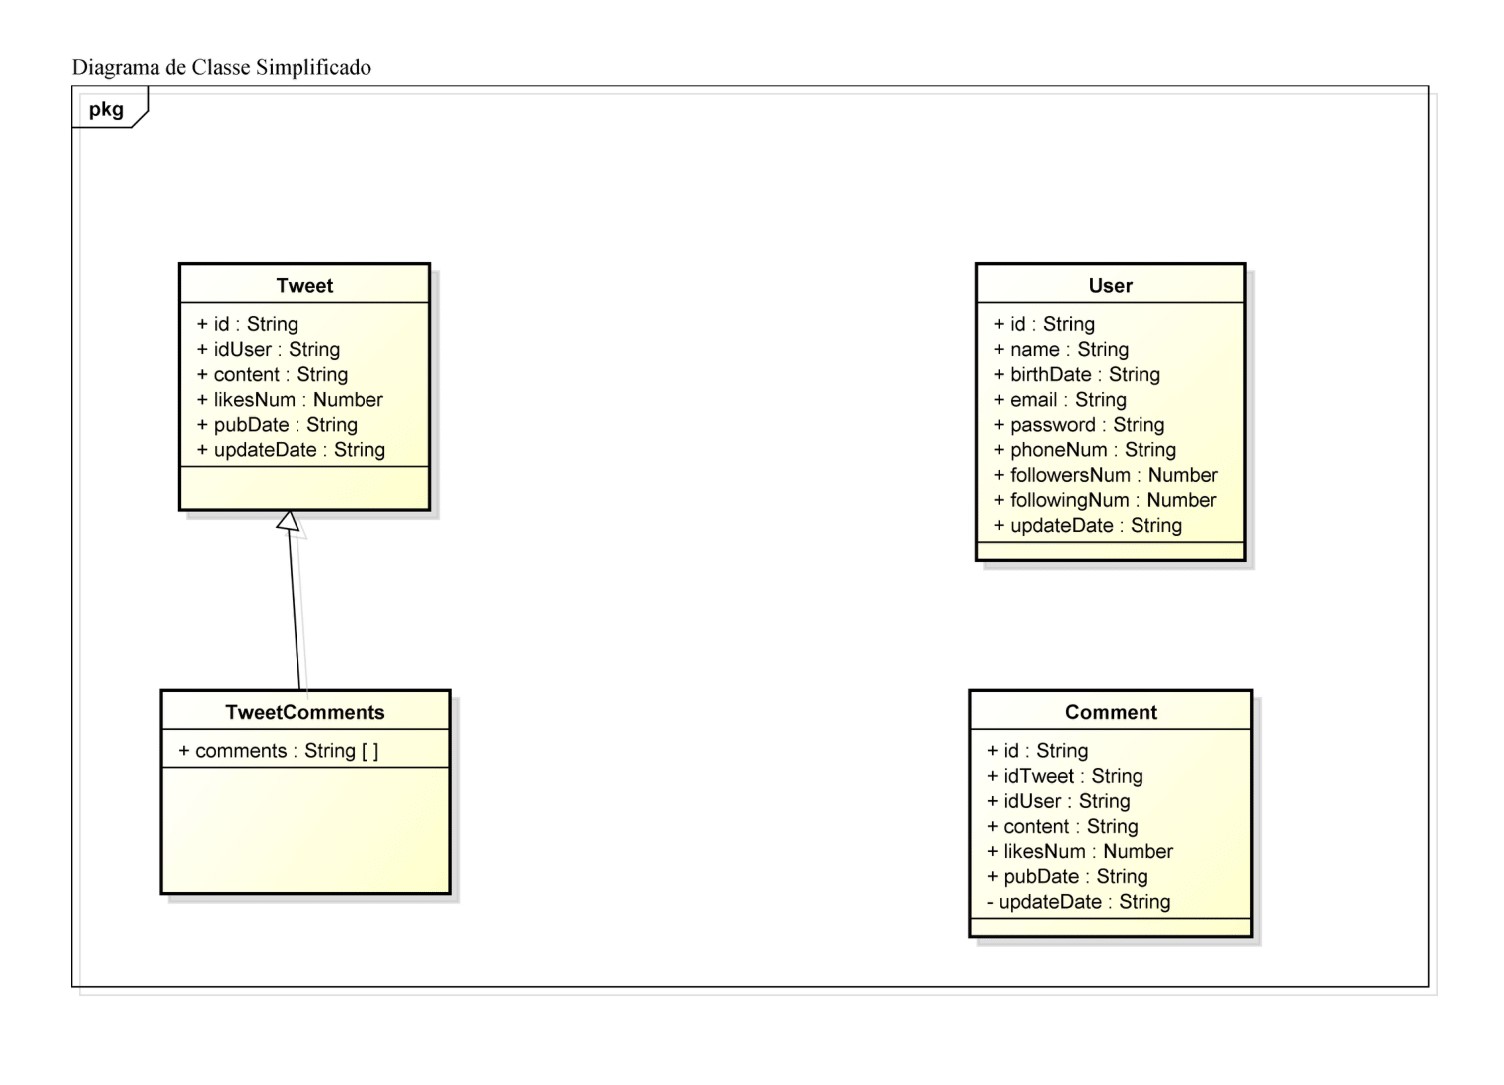 Diagrama de Classe Simplificado
pkg
Tweet
+ id : String
+ idUser : String
+ content : String
+ likesNum : Number
+ pubDate : String
+ updateDate : String
User
+ id : String
+ name : String
+ birthDate : String
+ email : String
+ password : String
+ phoneNum : String
+ followersNum : Number
+ followingNum : Number
+ updateDate : String
TweetComments
+ comments : String [ ]
Comment
+ id : String
+ idTweet : String
+ idUser : String
+ content : String
+ likesNum : Number
+ pubDate : String
- updateDate : String